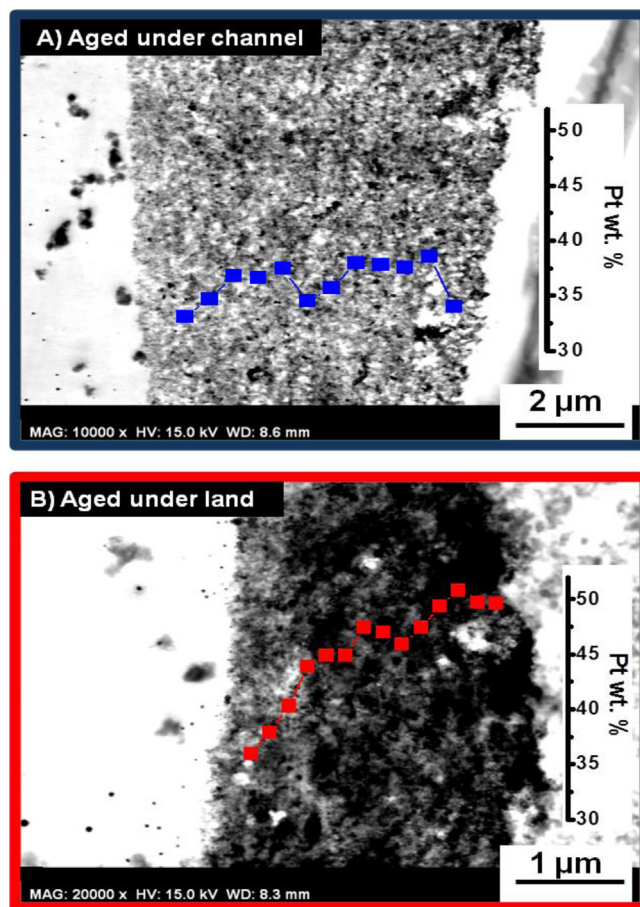 A) Aged under channel
50
45
40
35
30
Pt wt. %
2 µm
MAG: 10000 x HV: 15.0 kV WD: 8.6 mm
B) Aged under land
50
45
40
35
30
Pt wt. %
1 µm
MAG: 20000 x HV: 15.0 kV WD: 8.3 mm